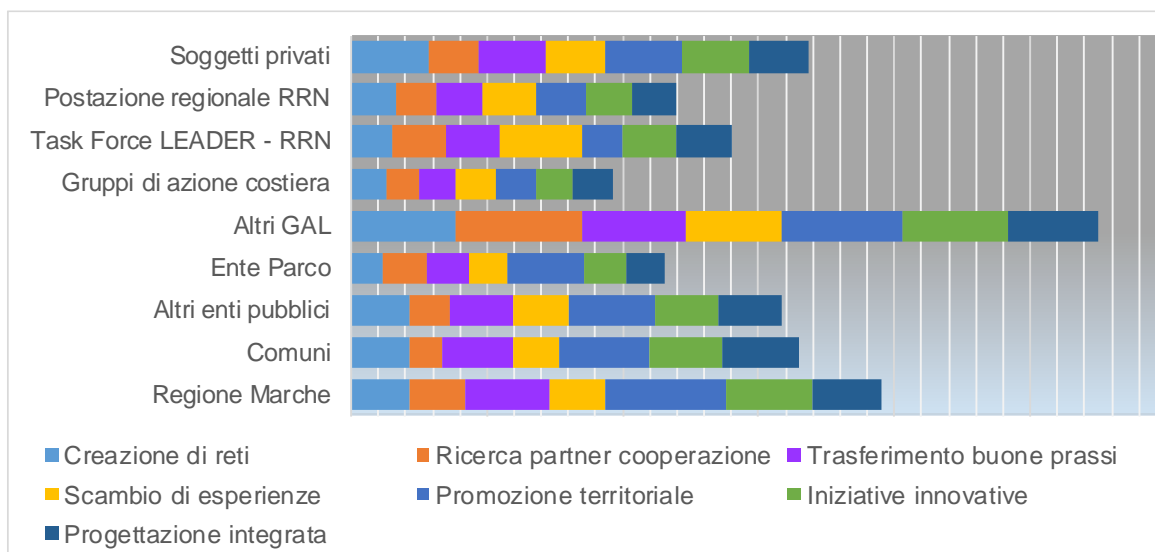 Soggetti privati
Postazione regionale RRN
Task Force LEADER - RRN
Gruppi di azione costiera
Altri GAL
Ente Parco
Altri enti pubblici
Comuni
Regione Marche
Creazione di reti Ricerca partner cooperazione Trasferimento buone prassi
Scambio di esperienze Promozione territoriale Iniziative innovative
Progettazione integrata